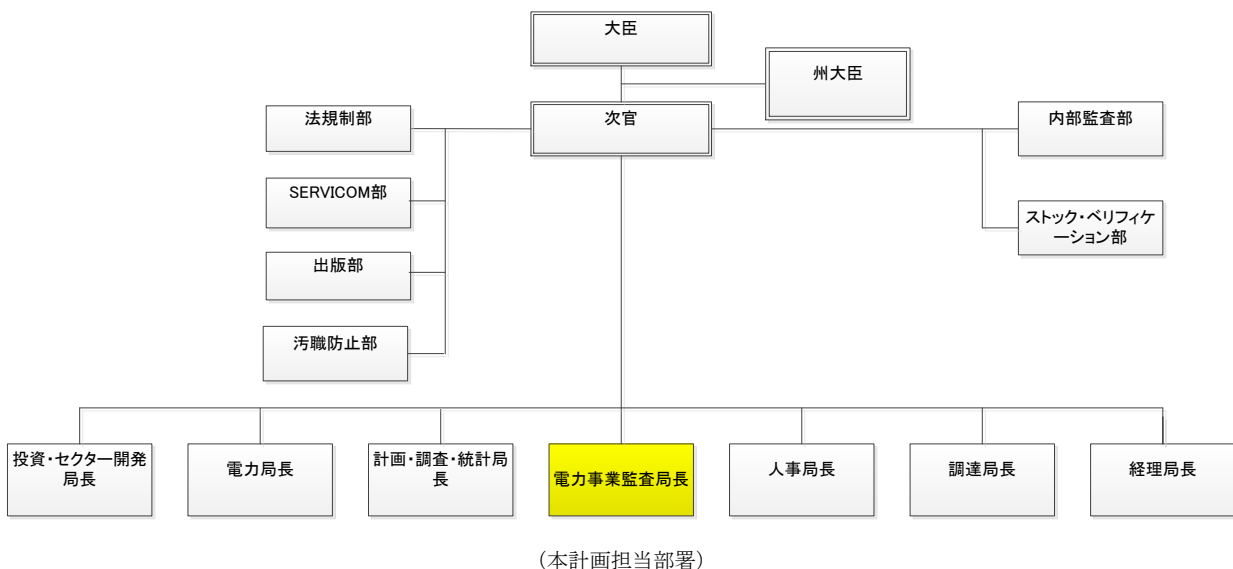 大臣
州大臣
法規制部
次官
内部監査部
SERVICOM部
ストック・ベリフィケ
ーション部
出版部
汚職防止部
投資・セクター開発
局長
電力局長
計画・調査・統計局
長
電力事業監査局長
人事局長
調達局長
経理局長
（本計画担当部署）